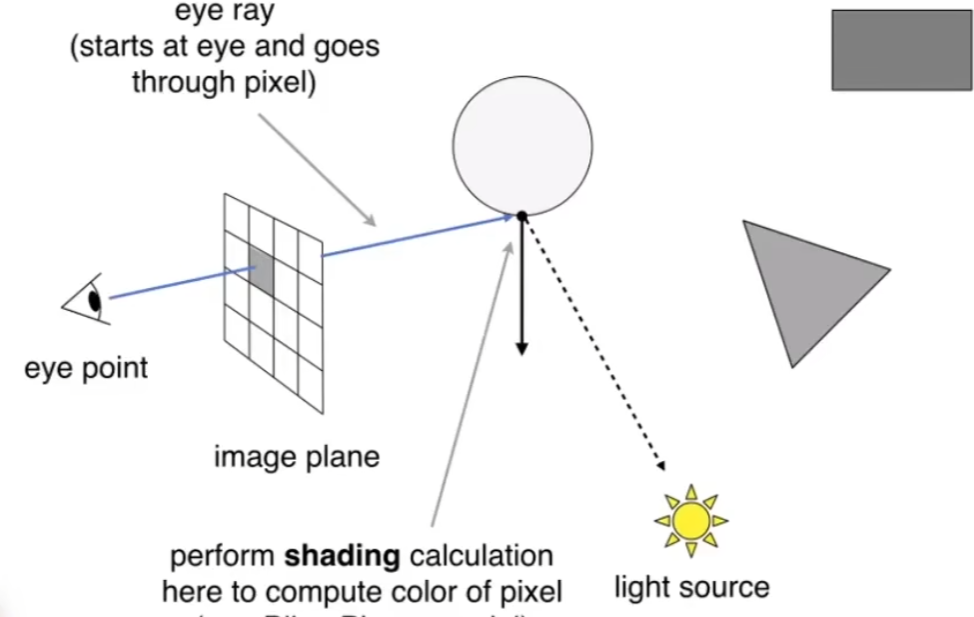 eye ray
(starts at eye and goes
through pixel)
eye point
image plane
perform shading calculation
here to compute color of pixel
light source